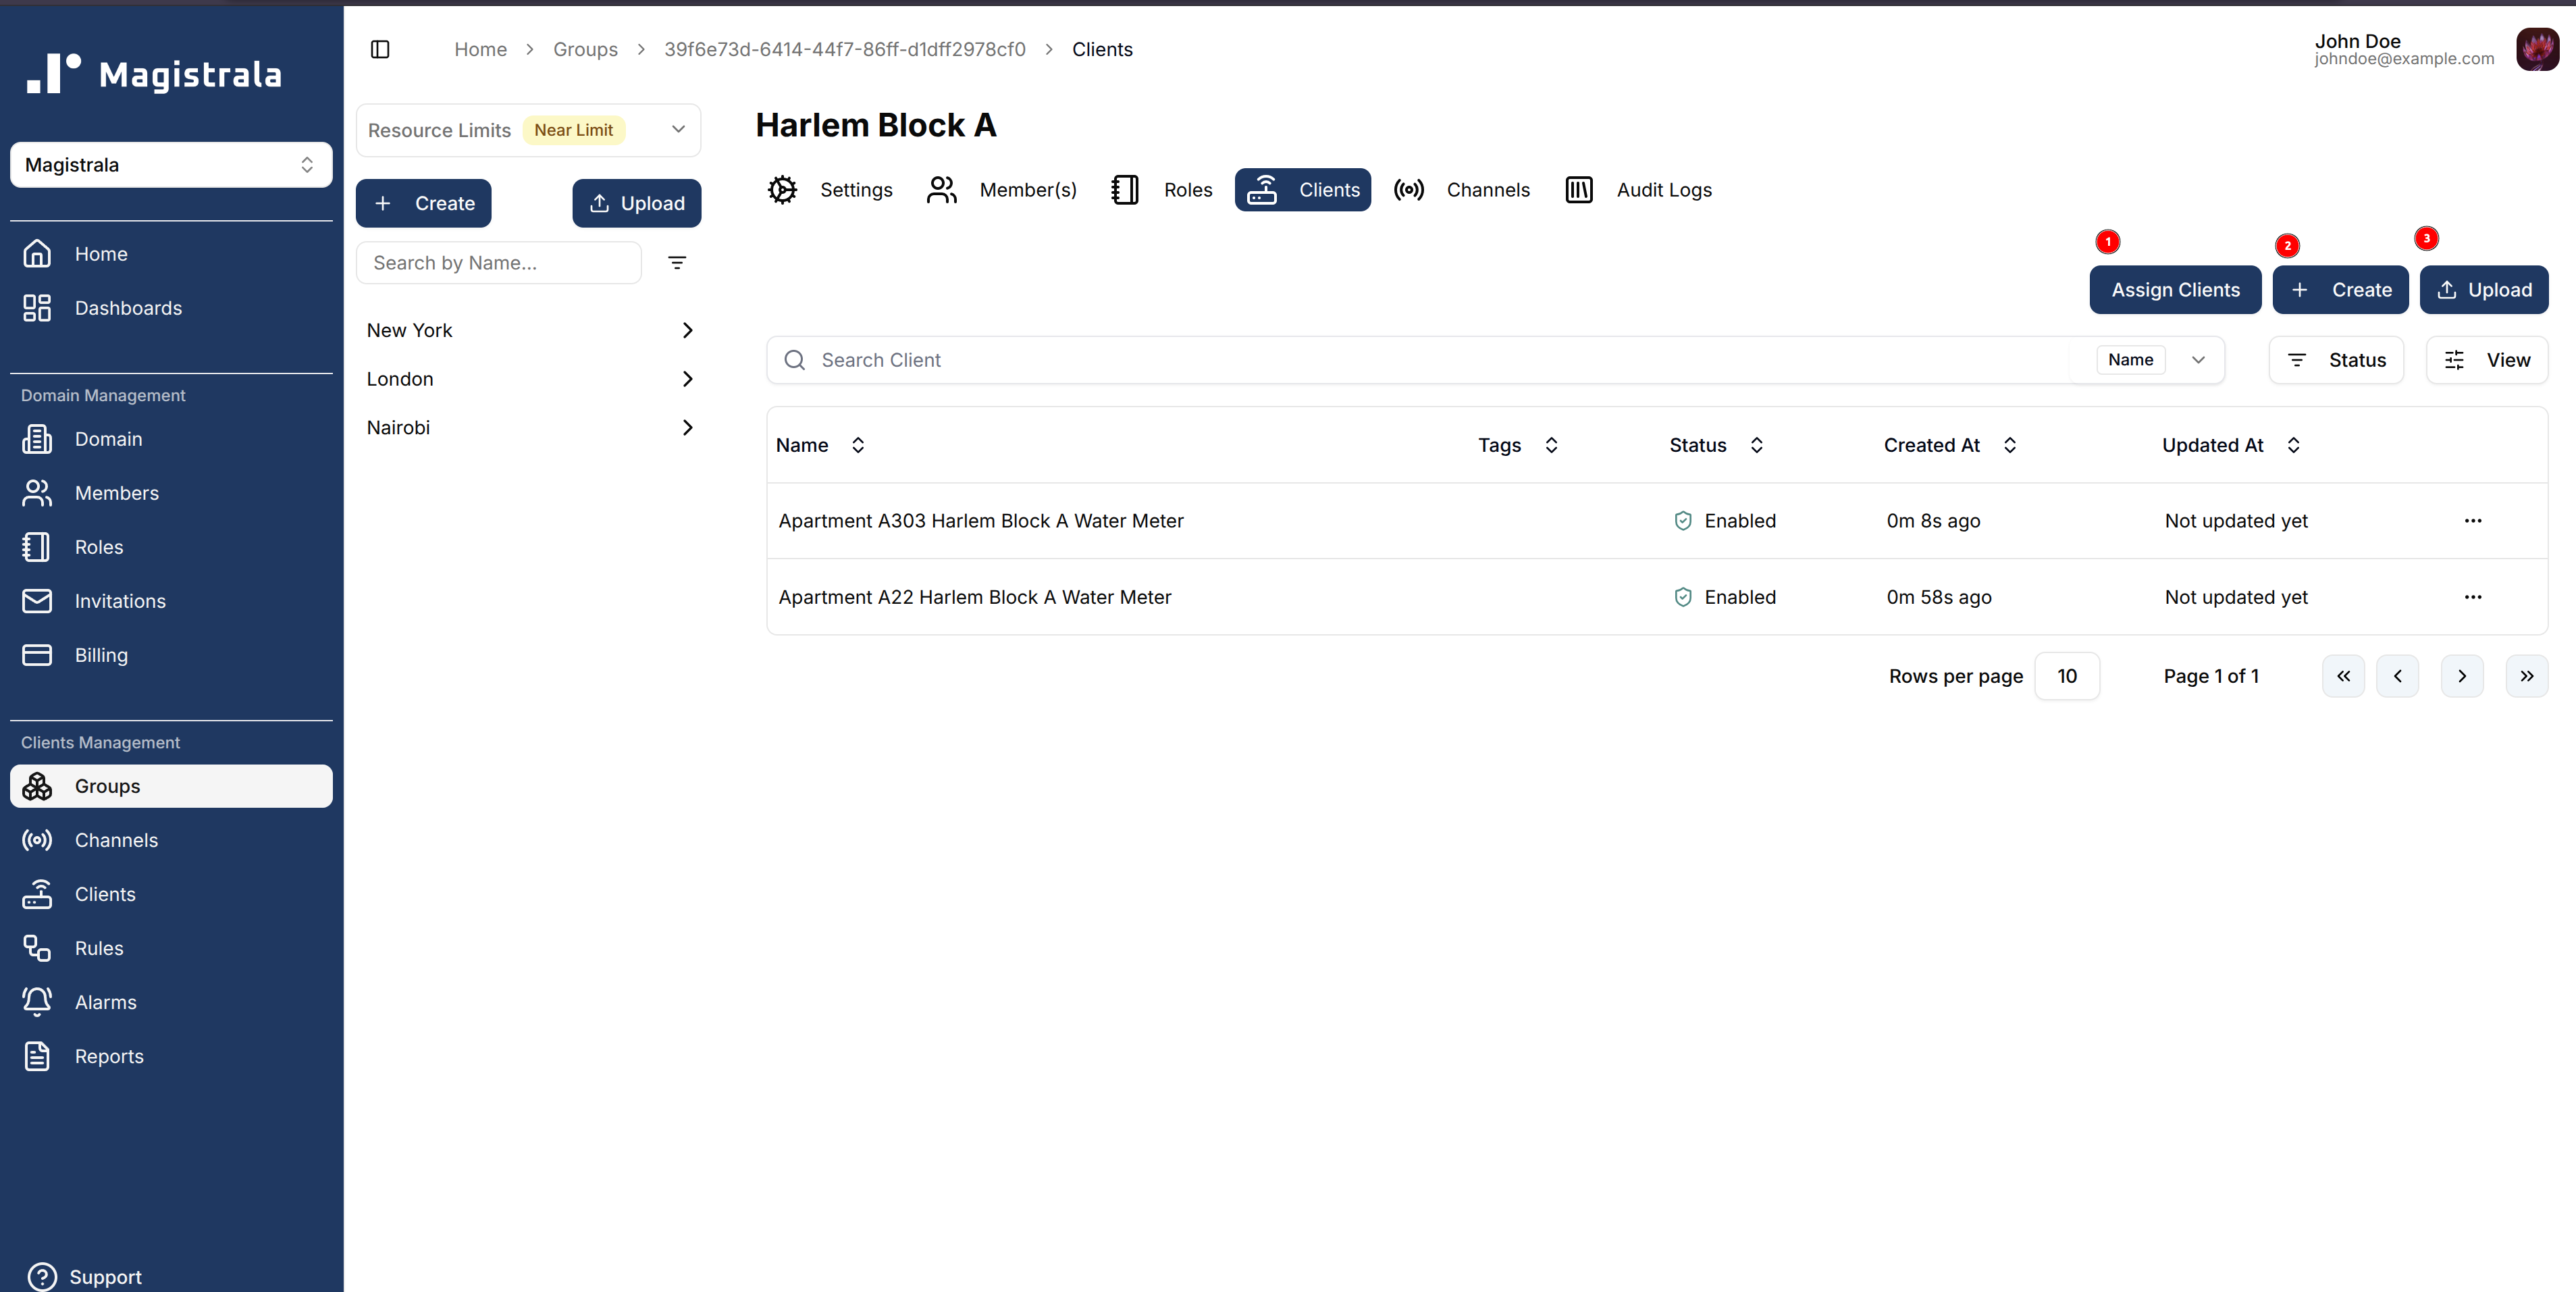 Magistrala
Magistrala
Home
Dashboards
Domain Management
Domain
Members
Roles
Invitations
Billing
Clients Management
Groups
Channels
Clients
Rules
Alarms
Reports
Support
Home > Groups > 39f6e73d-6414-44f7-86ff-d1dff2978cf0 > Clients
John Doe
johndoe@example.com
Resource Limits Near Limit
+ Create Upload
Search by Name...
New York
London
Nairobi
Harlem Block A
Settings Member(s) Roles Clients Channels Audit Logs
1 2 3
Assign Clients + Create Upload
Search Client Name Status View
Name Tags Status Created At Updated At
Apartment A303 Harlem Block A Water Meter Enabled 0m 8s ago Not updated yet ...
Apartment A22 Harlem Block A Water Meter Enabled 0m 58s ago Not updated yet ...
Rows per page 10 Page 1 of 1 « ‹ › »